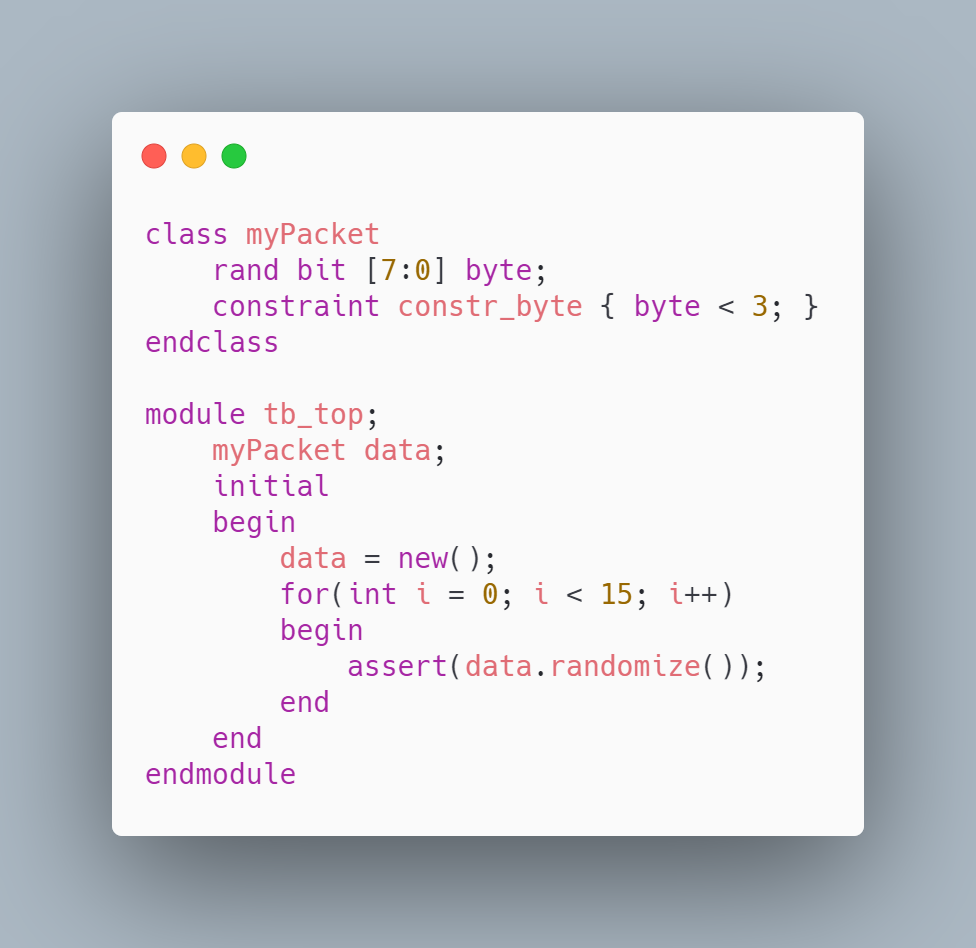 class myPacket
    rand bit [7:0] byte;
    constraint constr_byte { byte < 3; }
endclass

module tb_top;
    myPacket data;
    initial
    begin
        data = new();
        for(int i = 0; i < 15; i++)
        begin
            assert(data.randomize());
        end
    end
endmodule